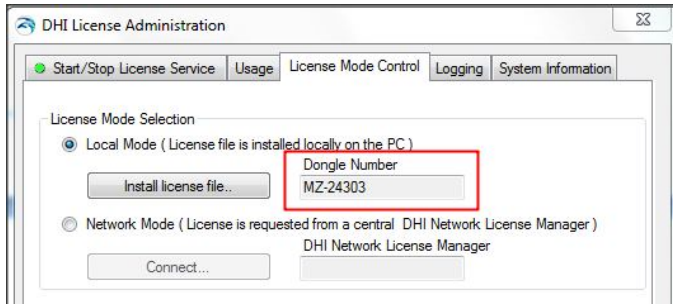 DHI License Administration
Start/Stop License Service Usage License Mode Control Logging System Information
License Mode Selection
Local Mode ( License file is installed locally on the PC )
Dongle Number
Install license file.. MZ-24303
Network Mode ( License is requested from a central DHI Network License Manager )
DHI Network License Manager
Connect...